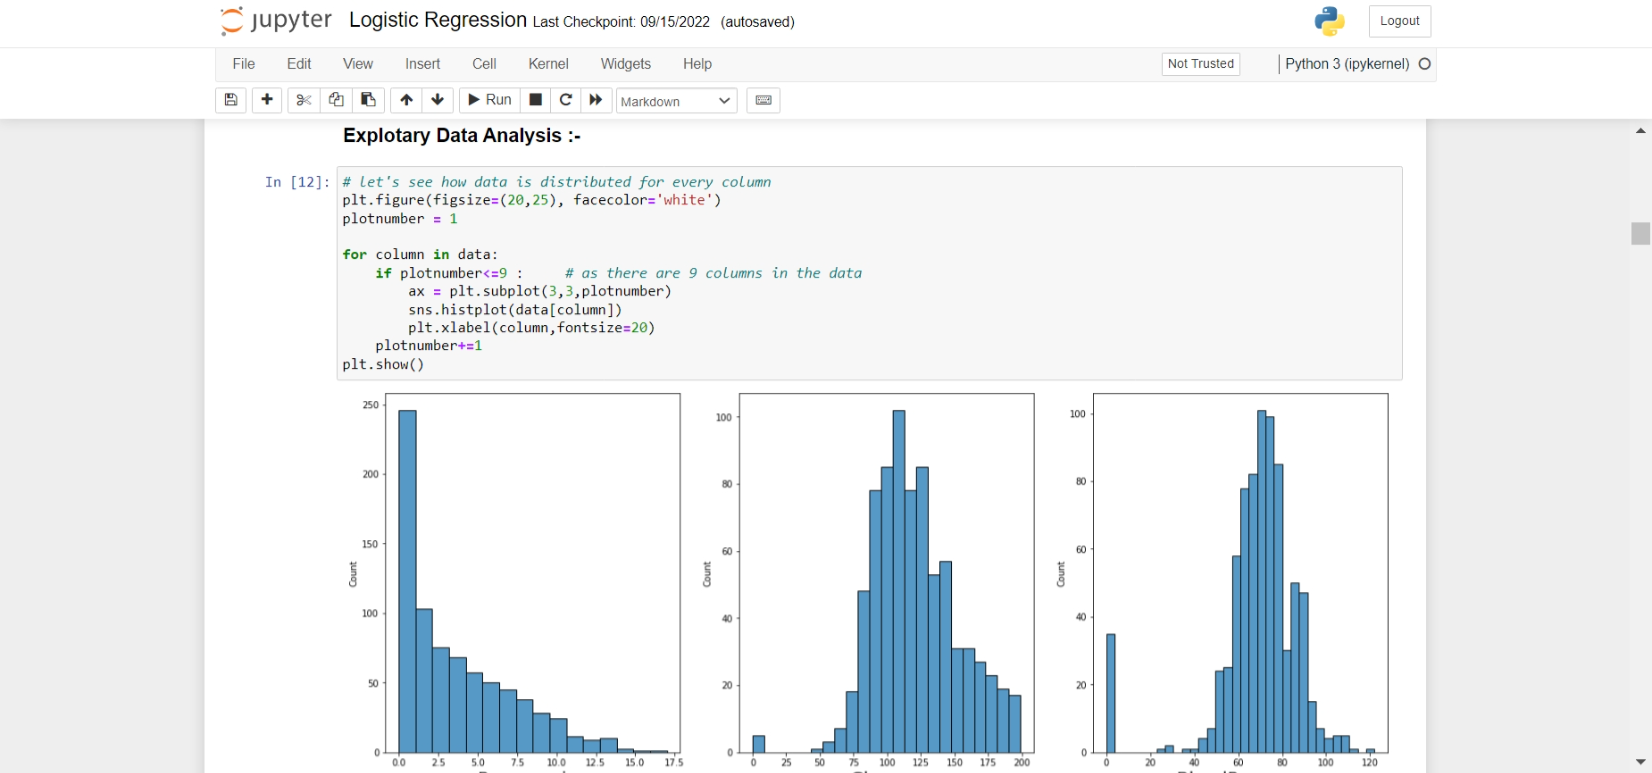 jupyter Logistic Regression Last Checkpoint: 09/15/2022 (autosaved) Logout
File Edit View Insert Cell Kernel Widgets Help Not Trusted Python 3 (ipykernel)
Run Markdown
Explotary Data Analysis :-
In [12]: # let's see how data is distributed for every column
plt.figure(figsize=(20,25), facecolor='white')
plotnumber = 1
for column in data:
    if plotnumber<=9 :     # as there are 9 columns in the data
        ax = plt.subplot(3,3,plotnumber)
        sns.histplot(data[column])
        plt.xlabel(column,fontsize=20)
    plotnumber+=1
plt.show()
250
200
150
100
50
0
Count
0.0 2.5 5.0 7.5 10.0 12.5 15.0 17.5
100
80
60
40
20
0
Count
0 25 50 75 100 125 150 175 200
100
80
60
40
20
0
Count
0 20 40 60 80 100 120